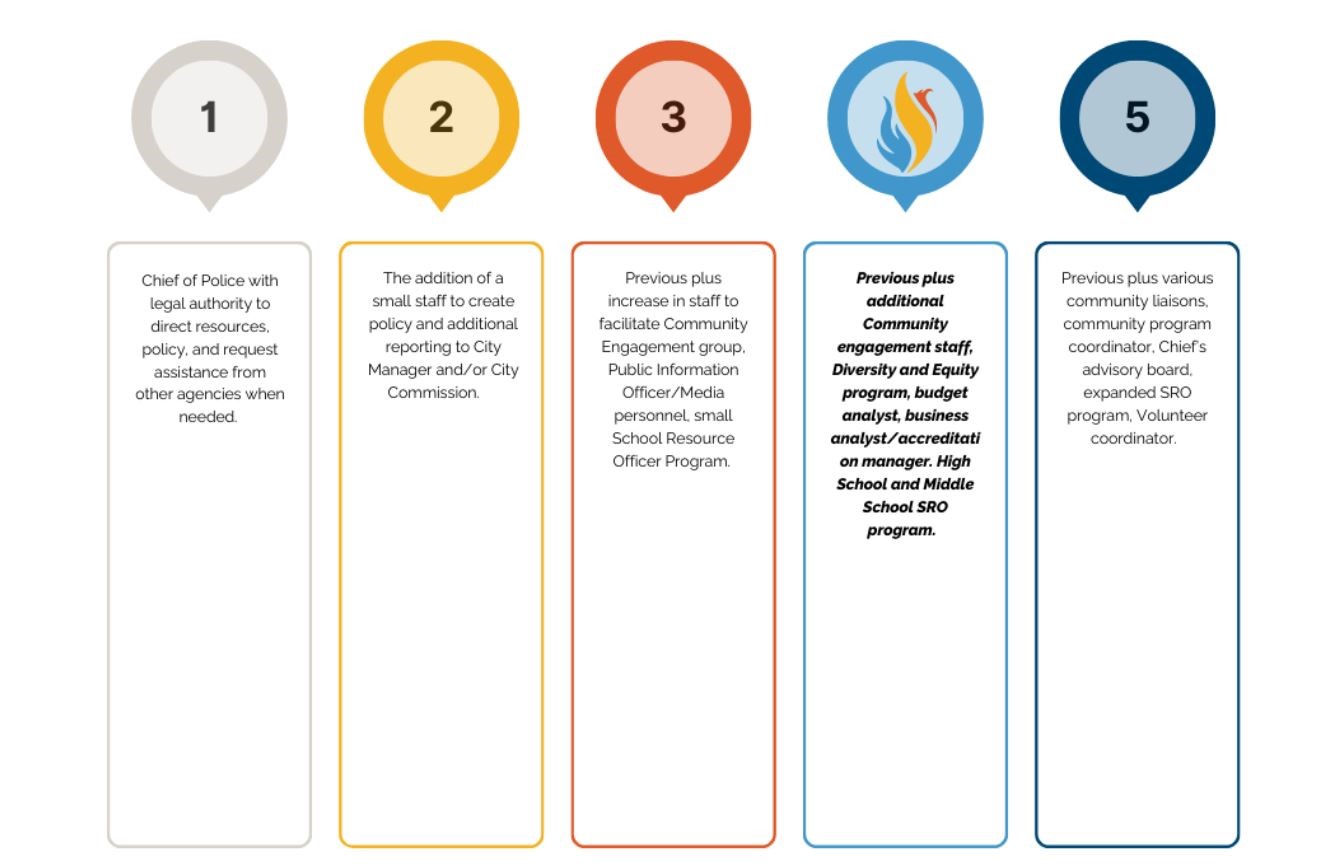 1
2
3
5
Chief of Police with
legal authority to
direct resources,
policy, and request
assistance from
other agencies when
needed.
The addition of a
small staff to create
policy and additional
reporting to City
Manager and/or City
Commission.
Previous plus
increase in staff to
facilitate Community
Engagement group,
Public Information
Officer/Media
personnel, small
School Resource
Officer Program.
Previous plus
additional
Community
engagement staff,
Diversity and Equity
program, budget
analyst, business
analyst/accreditati
on manager. High
School and Middle
School SRO
program.
Previous plus various
community liaisons,
community program
coordinator, Chief's
advisory board,
expanded SRO
program, Volunteer
coordinator.